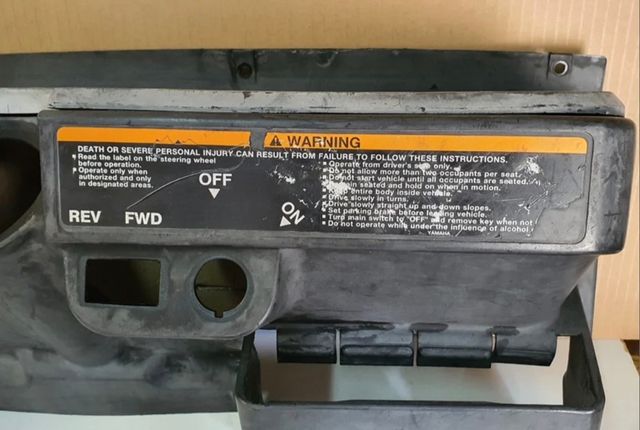 WARNING
DEATH OR SEVERE PERSONAL INJURY CAN RESULT FROM FAILURE TO FOLLOW THESE INSTRUCTIONS.
Read the label on the steering wheel
before operation.
Operate only when
authorized and only
in designated areas.
OFF
ON
REV FWD
• Operate from driver's only.
• Do not allow more than two occupants per seat.
• Do not start vehicle until all occupants are seated.
seated and hold on when in motion.
entire body inside vehicle.
• Drive slowly in turns.
• Drive slowly straight up and down slopes.
• Set parking brake before leaving vehicle.
• Turn main switch to "OFF" and remove key when not
• Do not operate while under the influence of alcohol
YAMAHA